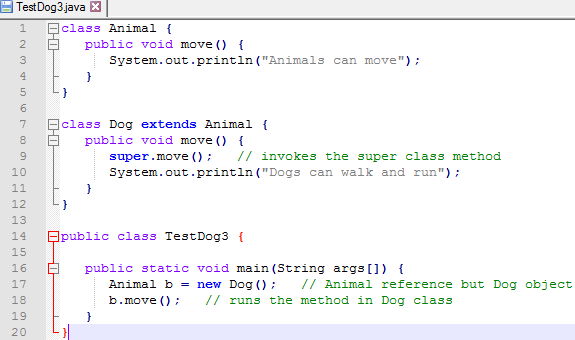 TestDog3.java
1 class Animal {
2 public void move() {
3 System.out.println("Animals can move");
4 }
5 }
6
7 class Dog extends Animal {
8 public void move() {
9 super.move();   // invokes the super class method
10 System.out.println("Dogs can walk and run");
11 }
12 }
13
14 public class TestDog3 {
15
16 public static void main(String args[]) {
17 Animal b = new Dog();   // Animal reference but Dog object
18 b.move();   // runs the method in Dog class
19 }
20 }